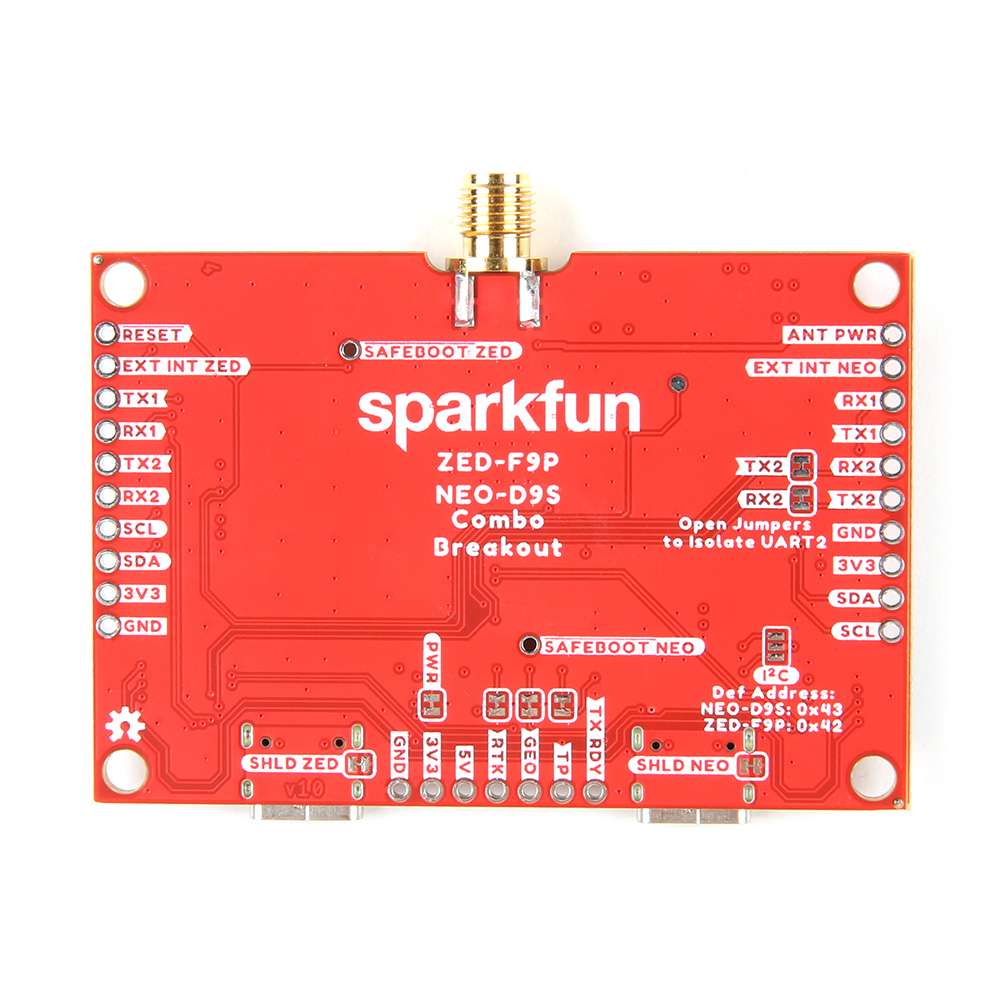 RESET
EXT INT ZED
TX1
RX1
TX2
RX2
SCL
SDA
3V3
GND
SAFEBOOT ZED
sparkfun
ZED-F9P
NEO-D9S
Combo
Breakout
ANT PWR
EXT INT NEO
RX1
TX1
TX2
RX2
RX2
TX2
Open Jumpers
to Isolate UART2
GND
3V3
SDA
SCL
SAFEBOOT NEO
I²C
Def Address:
NEO-D9S: 0x43
ZED-F9P: 0x42
PWR
SHLD ZED
v10
GND
3V3
5V
RTK
GEO
TP
TX RDY
SHLD NEO